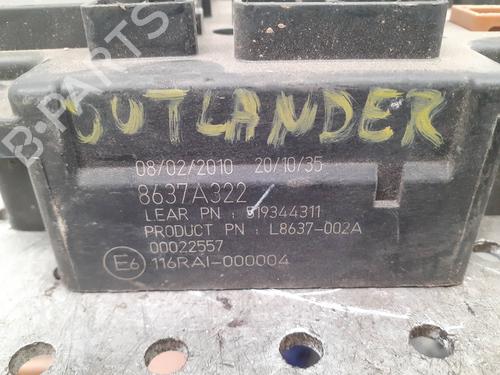 B-PARTS
OUTLANDER
08/02/2010 20/10/35
8637A322
LEAR PN : 919344311
PRODUCT PN : L8637-002A
00022557
E6 116RAI-000004